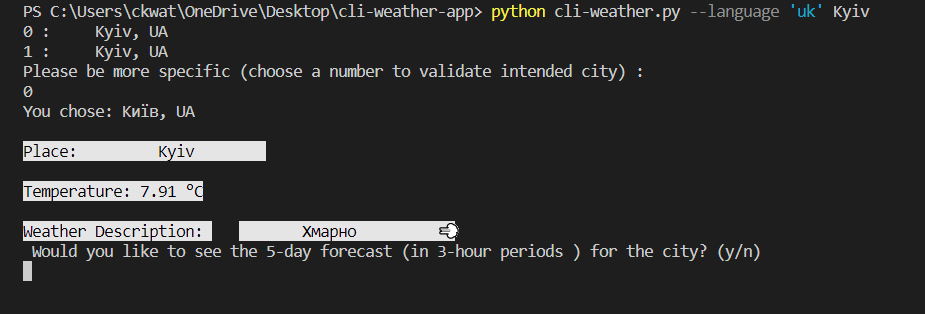 PS C:\Users\ckwat\OneDrive\Desktop\cli-weather-app> python cli-weather.py --language 'uk' Kyiv
0 : Kyiv, UA
1 : Kyiv, UA
Please be more specific (choose a number to validate intended city) :
0
You chose: Київ, UA
Place: Kyiv
Temperature: 7.91 °C
Weather Description: Хмарно
Would you like to see the 5-day forecast (in 3-hour periods ) for the city? (y/n)